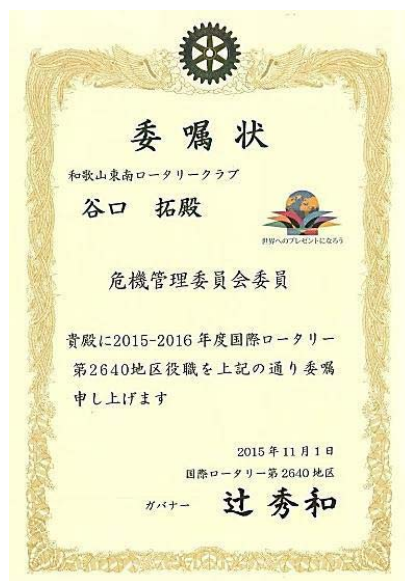 委嘱状
和歌山東南ロータリークラブ
谷口 拓殿
世界へのプレゼントになろう
危機管理委員会委員
貴殿に2015-2016年度国際ロータリー
第2640地区役職を上記の通り委嘱
申し上げます
2015年11月1日
国際ロータリー第2640地区
ガバナー 辻秀和